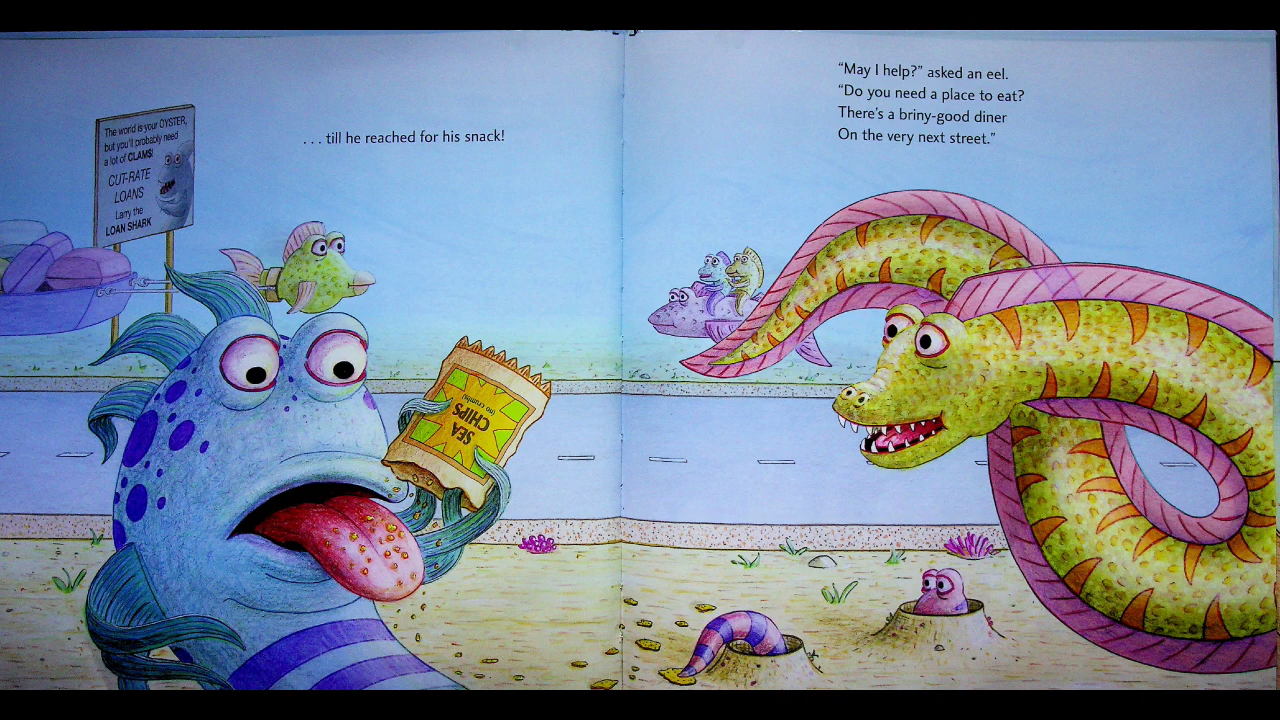 The world is your OYSTER,
but you'll probably need
a lot of CLAMS!
CUT-RATE
LOANS
Larry the
LOAN SHARK
. . . till he reached for his snack!
SEA
CHIPS
(no crumbs)
“May I help?” asked an eel.
“Do you need a place to eat?
There's a briny-good diner
On the very next street.”